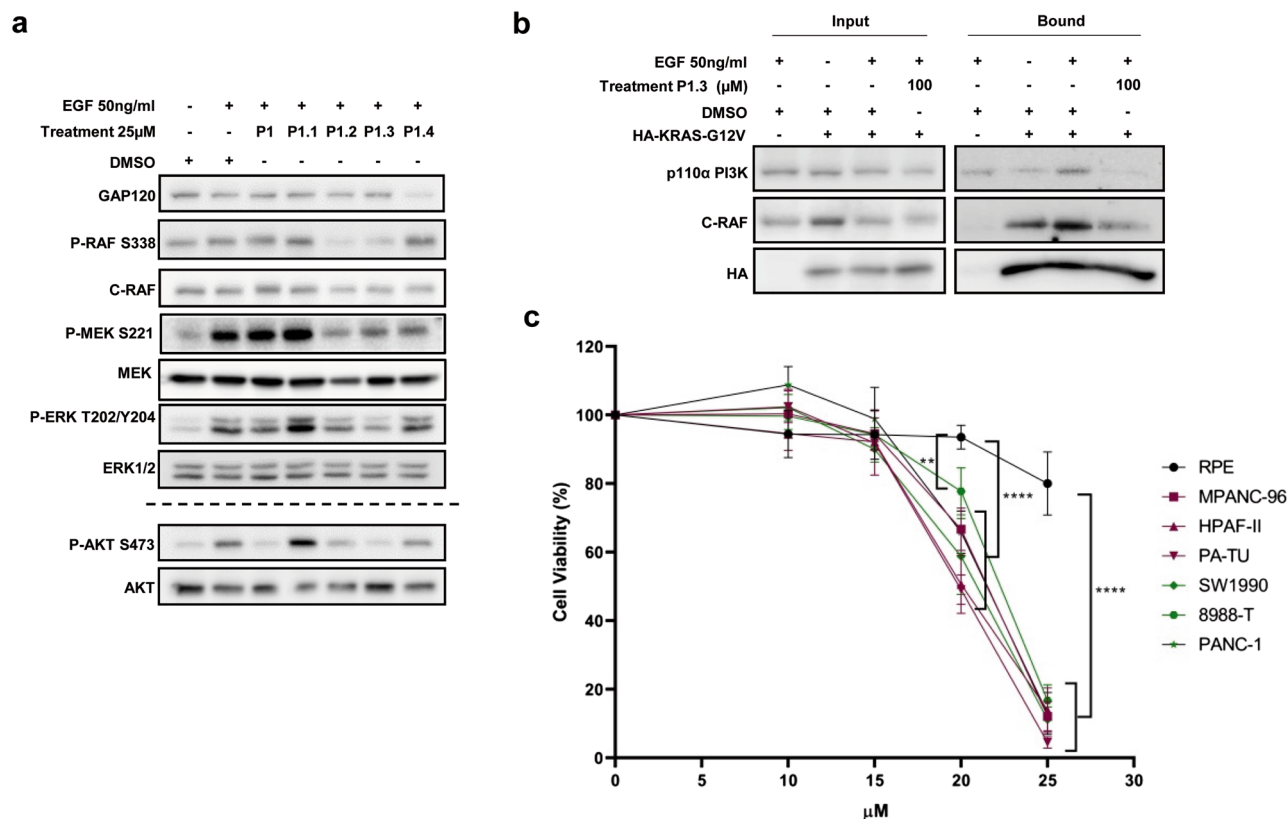 a
EGF 50ng/ml - + + + + + +
Treatment 25µM - - P1 P1.1 P1.2 P1.3 P1.4
DMSO + + - - - - -
GAP120
P-RAF S338
C-RAF
P-MEK S221
MEK
P-ERK T202/Y204
ERK1/2
P-AKT S473
AKT
b
Input Bound
EGF 50ng/ml + - + + + - + +
Treatment P1.3 (µM) - - - 100 - - - 100
DMSO + + + - + + + -
HA-KRAS-G12V - + + + - + + +
p110α PI3K
C-RAF
HA
c
Cell Viability (%)
120
100
80
60
40
20
0
0 5 10 15 20 25 30
µM
**
****
****
RPE
MPANC-96
HPAF-II
PA-TU
SW1990
8988-T
PANC-1